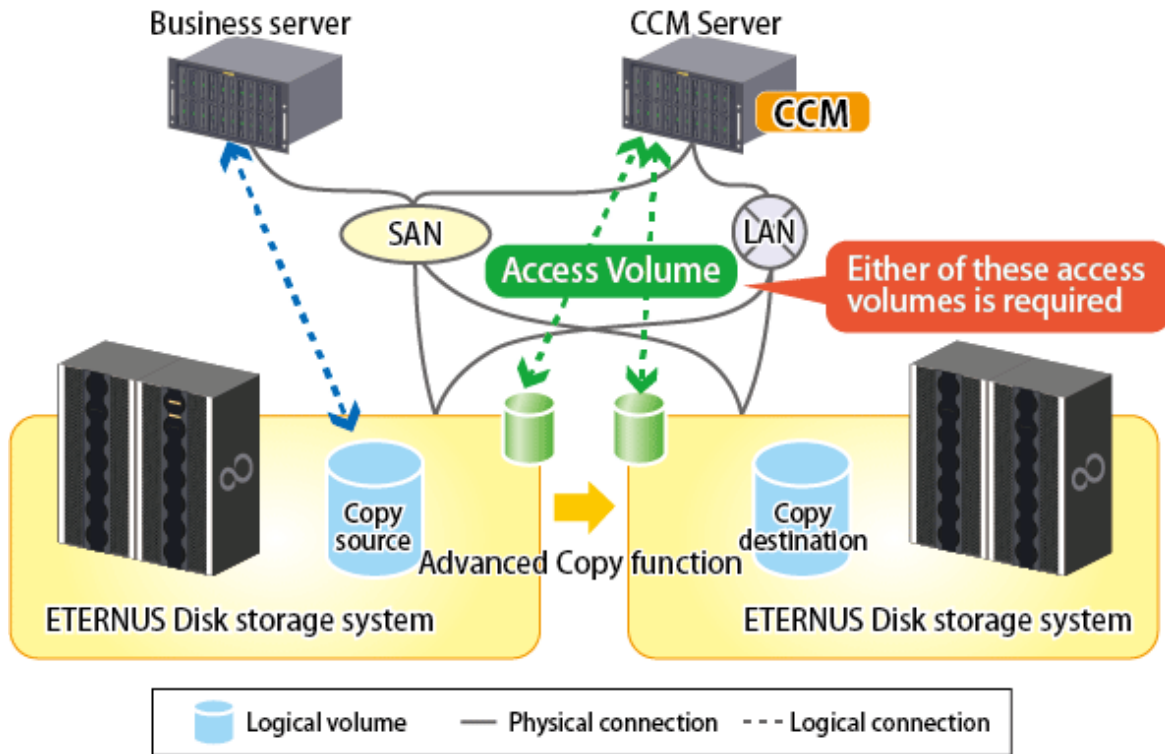 Business server
CCM Server
CCM
SAN
LAN
Access Volume
Either of these access
volumes is required
Copy
source
Copy
destination
Advanced Copy function
ETERNUS Disk storage system
ETERNUS Disk storage system
Logical volume
Physical connection
Logical connection